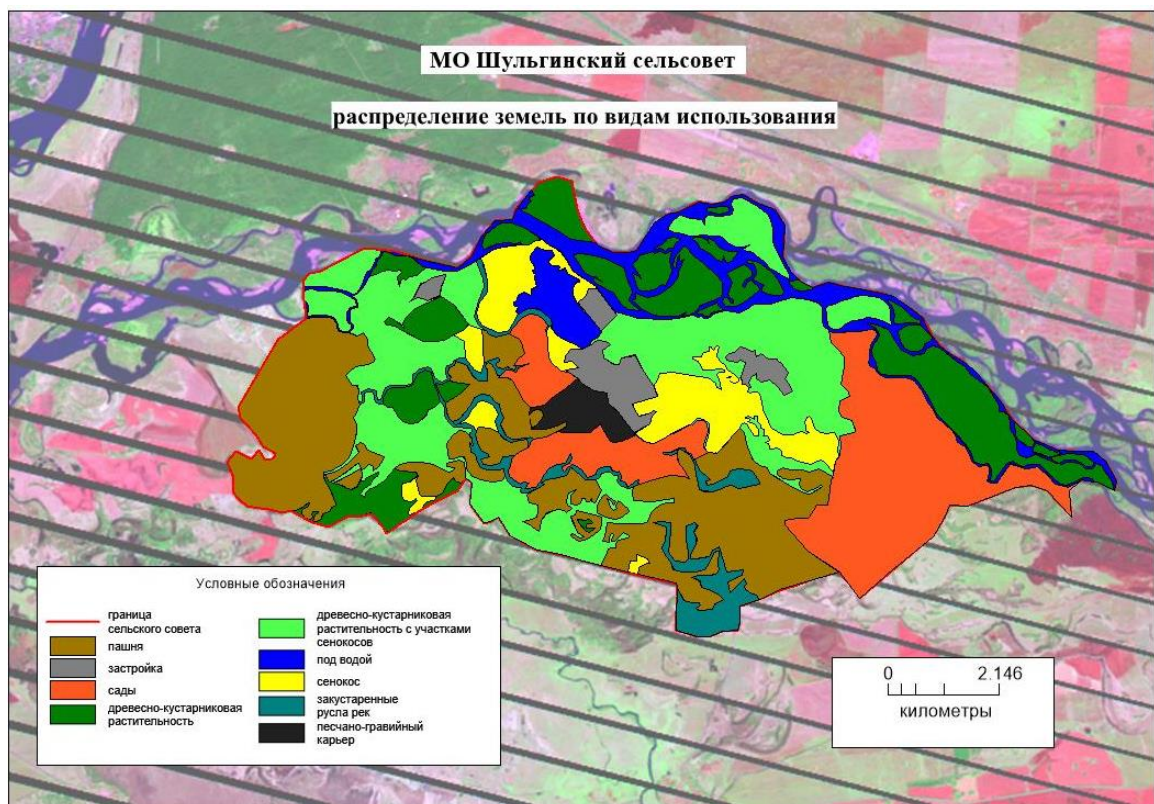 МО Шульгинский сельсовет
распределение земель по видам использования
Условные обозначения
граница
сельского совета
пашня
застройка
сады
древесно-кустарниковая
растительность
древесно-кустарниковая
растительность с участками
сенокосов
под водой
сенокос
закустаренные
русла рек
песчано-гравийный
карьер
0 2.146
километры